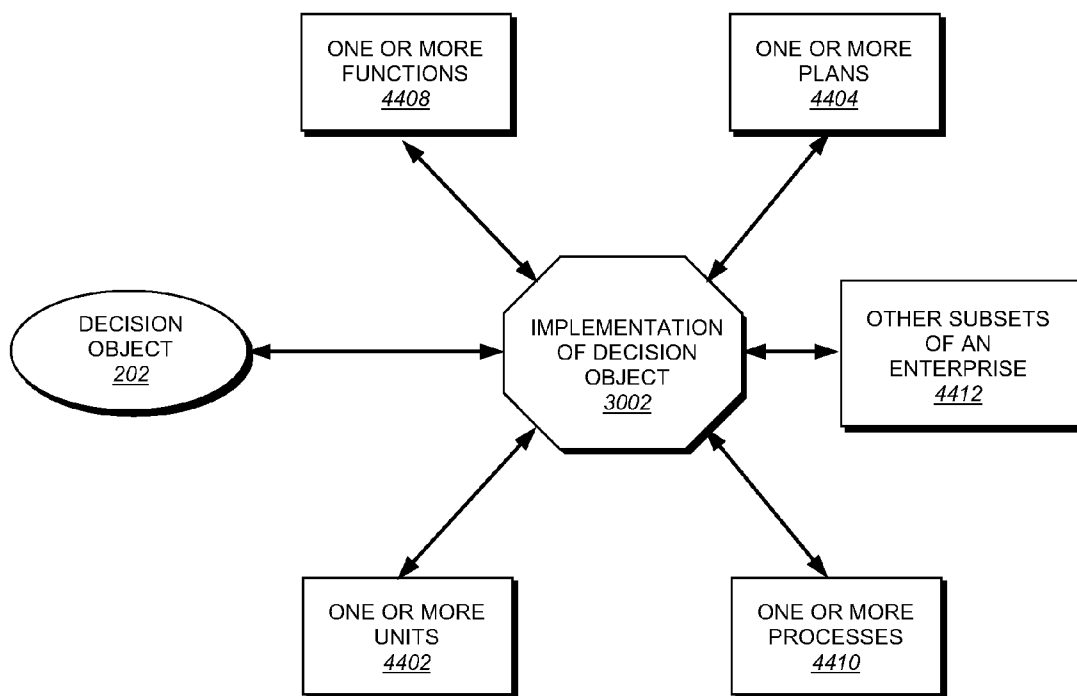 ONE OR MORE
FUNCTIONS
4408
ONE OR MORE
PLANS
4404
DECISION
OBJECT
202
IMPLEMENTATION
OF DECISION
OBJECT
3002
OTHER SUBSETS
OF AN
ENTERPRISE
4412
ONE OR MORE
UNITS
4402
ONE OR MORE
PROCESSES
4410